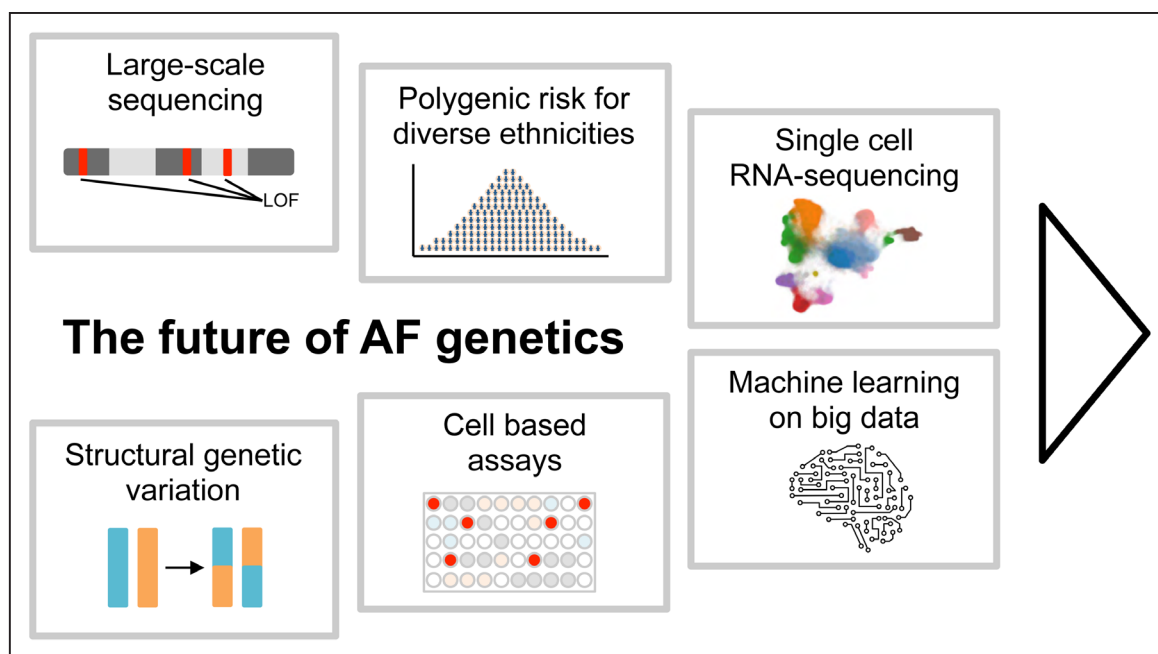 Large-scale
sequencing
LOF
Polygenic risk for
diverse ethnicities
Single cell
RNA-sequencing
The future of AF genetics
Structural genetic
variation
Cell based
assays
Machine learning
on big data